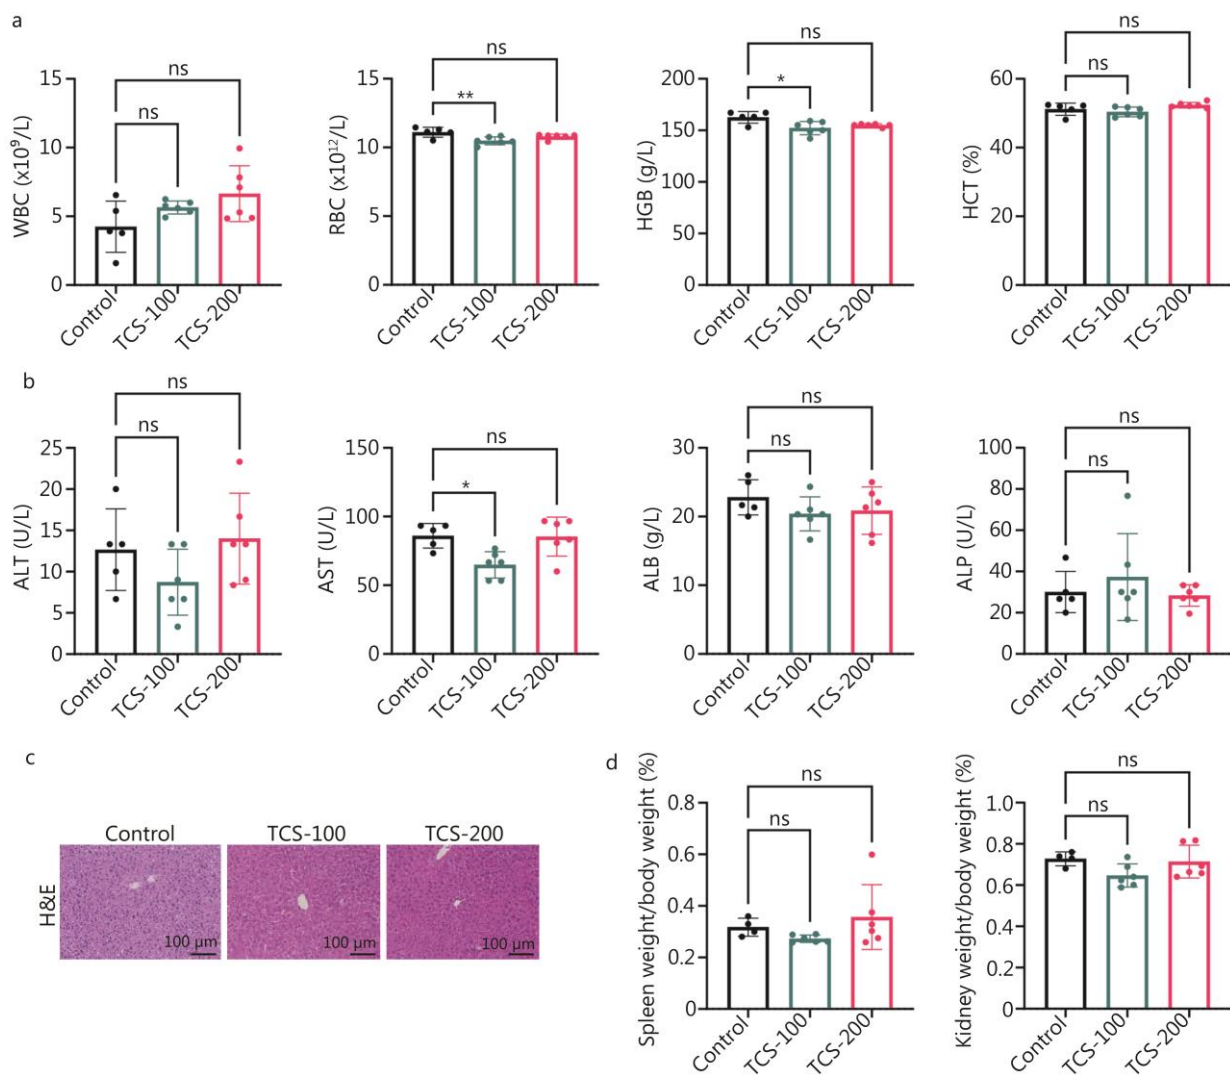 a
WBC (x10⁹/L)
15
10
5
0
ns
ns
Control
TCS-100
TCS-200
RBC (x10¹²/L)
15
10
5
0
ns
**
Control
TCS-100
TCS-200
HGB (g/L)
200
150
100
50
0
ns
*
Control
TCS-100
TCS-200
HCT (%)
60
40
20
0
ns
ns
Control
TCS-100
TCS-200
b
ALT (U/L)
25
20
15
10
5
0
ns
ns
Control
TCS-100
TCS-200
AST (U/L)
150
100
50
0
ns
*
Control
TCS-100
TCS-200
ALB (g/L)
30
20
10
0
ns
ns
Control
TCS-100
TCS-200
ALP (U/L)
100
80
60
40
20
0
ns
ns
Control
TCS-100
TCS-200
c
Control TCS-100 TCS-200
H&E
100 µm 100 µm 100 µm
d
Spleen weight/body weight (%)
0.8
0.6
0.4
0.2
0
ns
ns
Control
TCS-100
TCS-200
Kidney weight/body weight (%)
1.0
0.8
0.6
0.4
0.2
0
ns
ns
Control
TCS-100
TCS-200